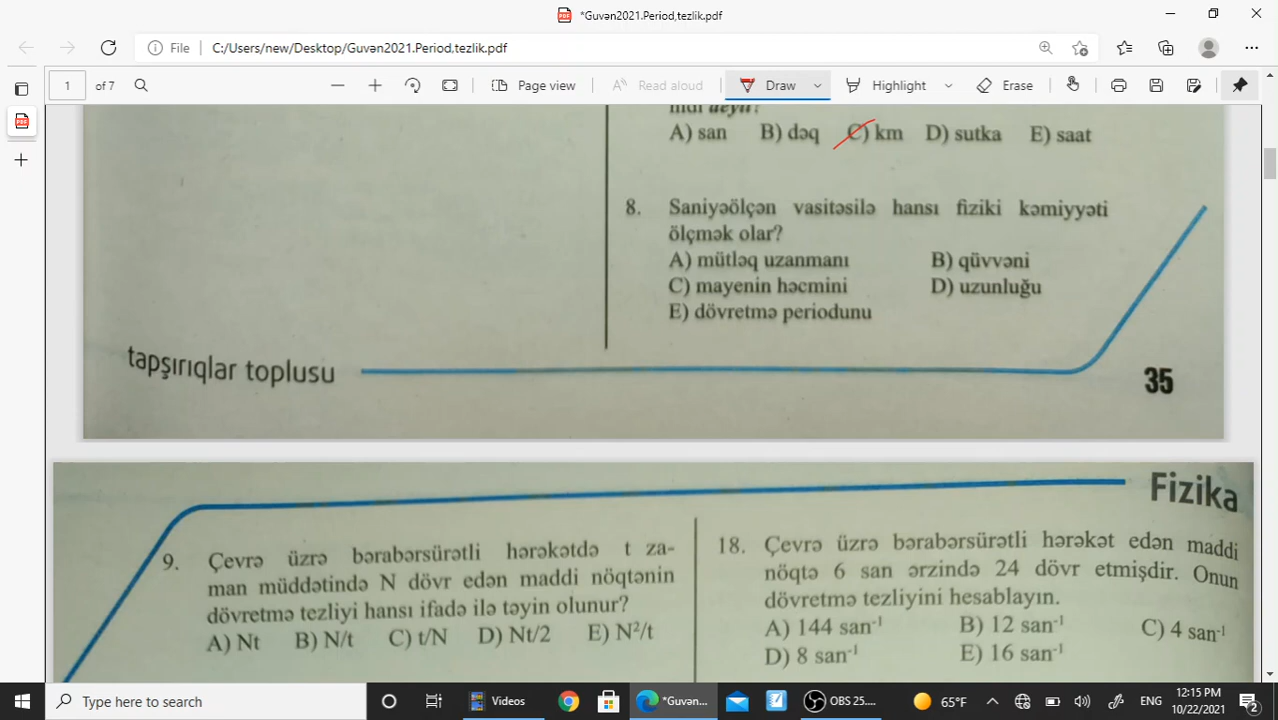 *Guvən2021.Period,tezlik.pdf
File
C:/Users/new/Desktop/Guvən2021.Period.tezlik.pdf
1
of 7
Page view
Read aloud
Draw
Highlight
Erase
deyil?
A) san B) dəq C) km D) sutka E) saat
8. Saniyəölçən vasitəsilə hansı fiziki kəmiyyəti
ölçmək olar?
A) mütləq uzanmanı B) qüvvəni
C) mayenin həcmini D) uzunluğu
E) dövretmə periodunu
tapşırıqlar toplusu
35
Fizika
9. Çevrə üzrə bərabərsürətli hərəkətdə t za-
man müddətində N dövr edən maddi nöqtənin
dövretmə tezliyi hansı ifadə ilə təyin olunur?
A) Nt B) N/t C) t/N D) Nt/2 E) N²/t
18. Çevrə üzrə bərabərsürətli hərəkət edən maddi
nöqtə 6 san ərzində 24 dövr etmişdir. Onun
dövretmə tezliyini hesablayın.
A) 144 san⁻¹ B) 12 san⁻¹ C) 4 san⁻¹
D) 8 san⁻¹ E) 16 san⁻¹
Type here to search
Videos
*Guvən...
OBS 25....
65°F
ENG
12:15 PM
10/22/2021
2